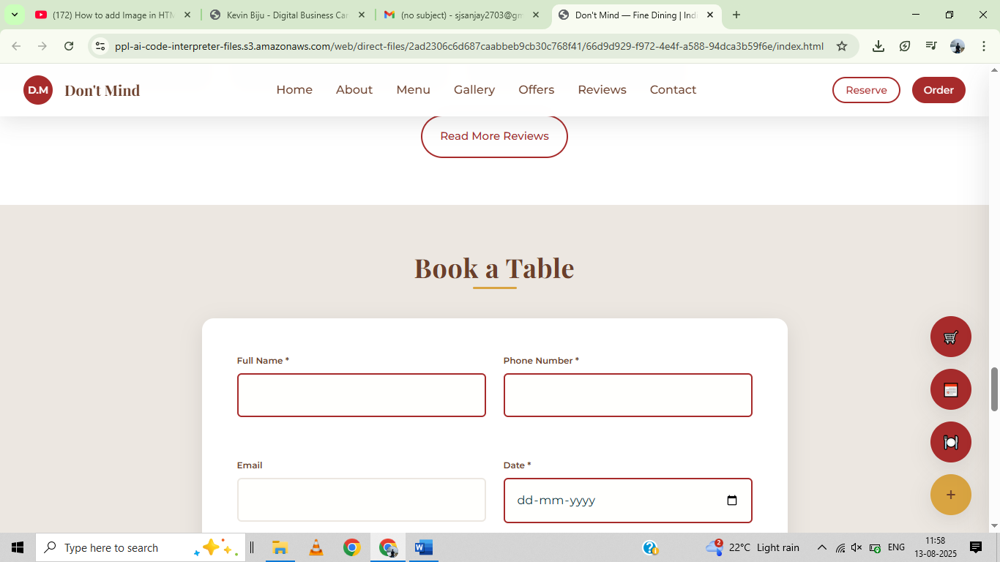 (172) How to add Image in HTM
Kevin Biju - Digital Business Car
(no subject) - sjsanjay2703@gm
Don't Mind — Fine Dining | Indi
ppl-ai-code-interpreter-files.s3.amazonaws.com/web/direct-files/2ad2306c6d687caabbeb9cb30c768f41/66d9d929-f972-4e4f-a588-94dca3b59f6e/index.html
D.M Don't Mind Home About Menu Gallery Offers Reviews Contact Reserve Order
Read More Reviews
Book a Table
Full Name * Phone Number *
Email Date *
dd-mm-yyyy
+
Type here to search
2
22°C Light rain
ENG
11:58
13-08-2025